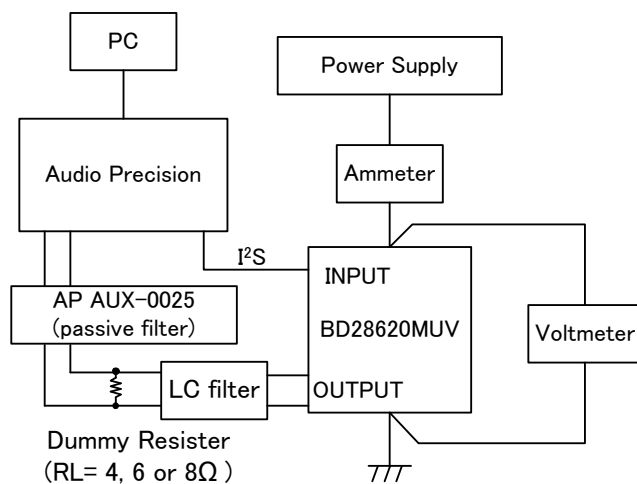 PC
Power Supply
Audio Precision
Ammeter
I²S
INPUT
AP AUX-0025
(passive filter)
BD28620MUV
Voltmeter
LC filter
OUTPUT
Dummy Resister
(RL= 4, 6 or 8Ω )